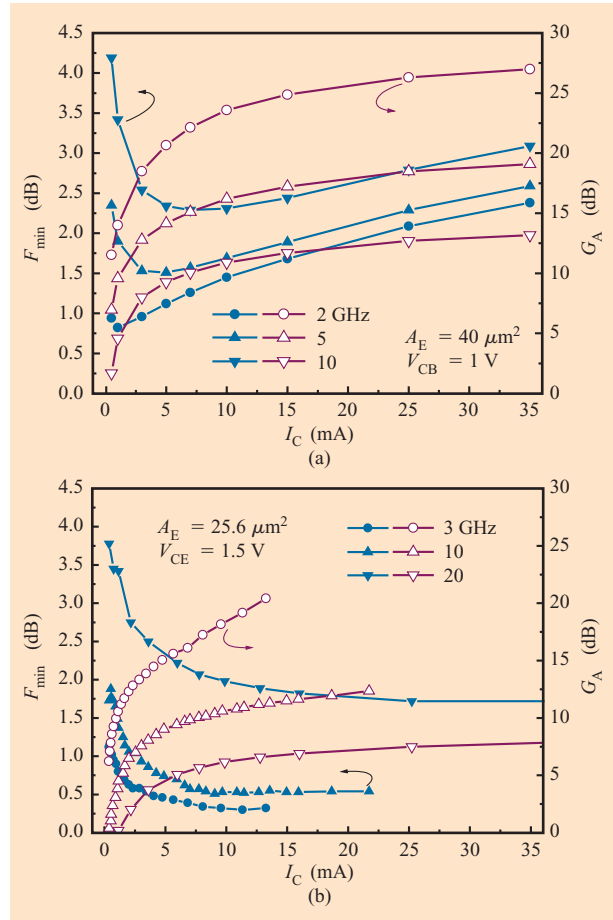 4.5
4.0
3.5
3.0
2.5
2.0
1.5
1.0
0.5
0.0
F_min (dB)
30
25
20
15
10
5
0
G_A (dB)
2 GHz
5
10
A_E = 40 μm²
V_CB = 1 V
0 5 10 15 20 25 30 35
I_C (mA)
(a)
4.5
4.0
3.5
3.0
2.5
2.0
1.5
1.0
0.5
0.0
F_min (dB)
30
25
20
15
10
5
0
G_A (dB)
A_E = 25.6 μm²
V_CE = 1.5 V
3 GHz
10
20
0 5 10 15 20 25 30 35
I_C (mA)
(b)